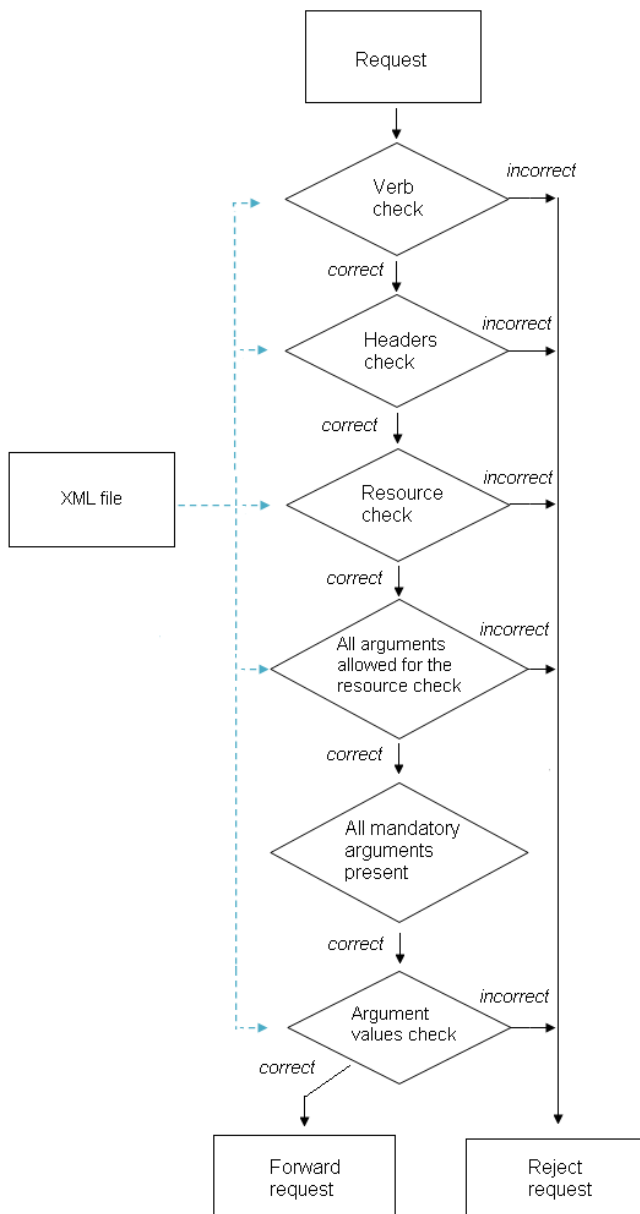 Request
incorrect
Verb
check
correct
incorrect
Headers
check
correct
incorrect
Resource
check
XML file
correct
incorrect
All arguments
allowed for the
resource check
correct
All mandatory
arguments
present
correct
incorrect
Argument
values check
correct
Forward
request
Reject
request